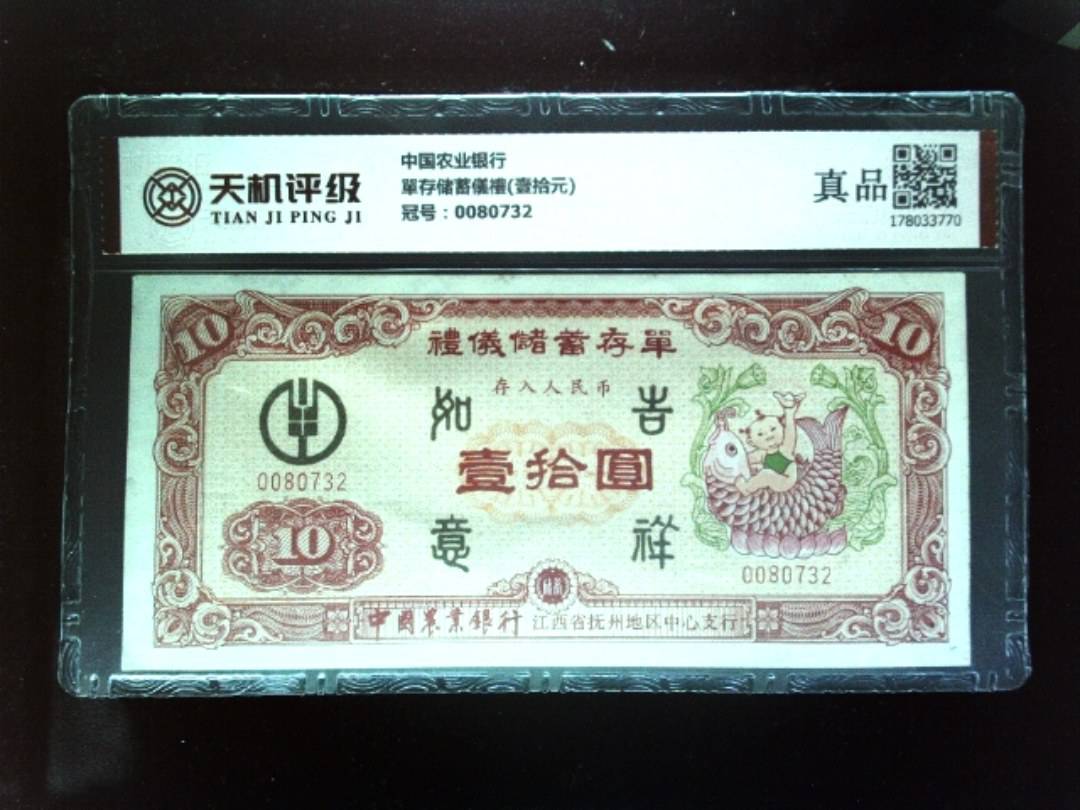 天机评级
TIAN JI PING JI
中国农业银行
單存储蓄儀禮(壹拾元)
冠号：0080732
真品
178033770
10
10
禮儀儲蓄存單
存入人民币
如 吉
壹拾圓
意 祥
0080732
10
0080732
中國農業銀行 江西省抚州地区中心支行